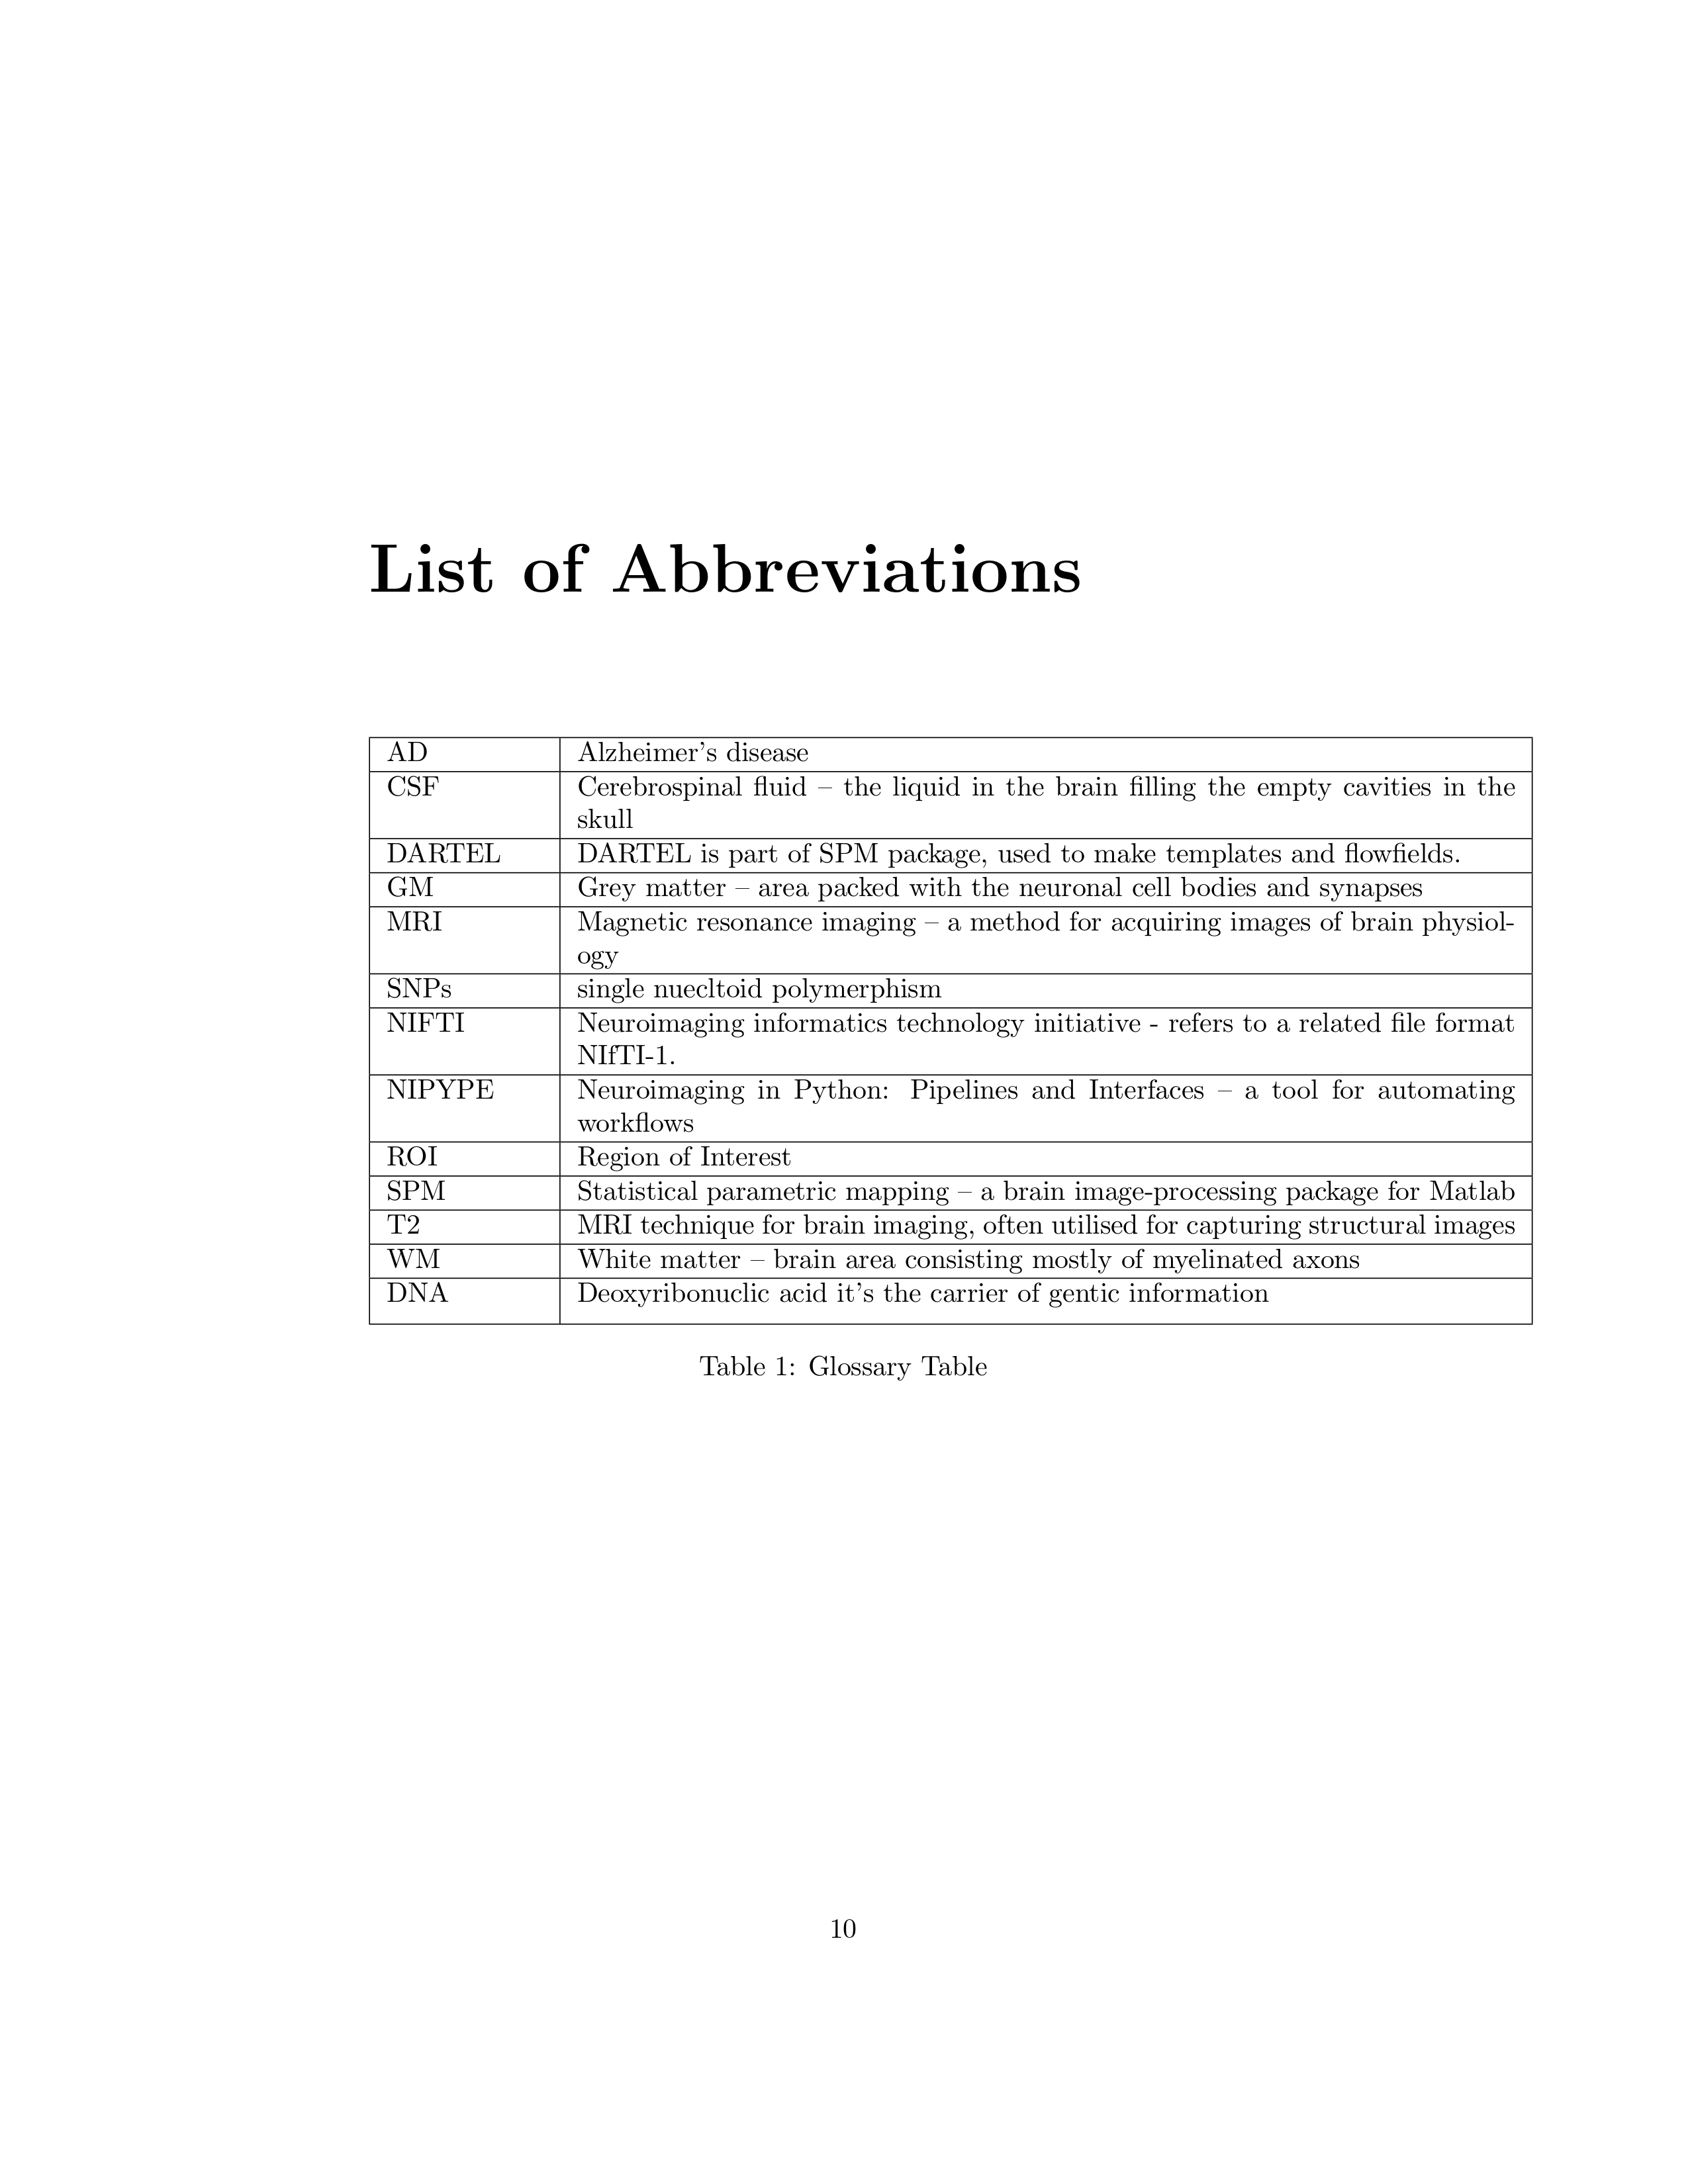 List of Abbreviations
AD Alzheimer's disease
CSF Cerebrospinal fluid – the liquid in the brain filling the empty cavities in the
skull
DARTEL DARTEL is part of SPM package, used to make templates and flowfields.
GM Grey matter – area packed with the neuronal cell bodies and synapses
MRI Magnetic resonance imaging – a method for acquiring images of brain physiol-
ogy
SNPs single nuecltoid polymerphism
NIFTI Neuroimaging informatics technology initiative - refers to a related file format
NIfTI-1.
NIPYPE Neuroimaging in Python: Pipelines and Interfaces – a tool for automating
workflows
ROI Region of Interest
SPM Statistical parametric mapping – a brain image-processing package for Matlab
T2 MRI technique for brain imaging, often utilised for capturing structural images
WM White matter – brain area consisting mostly of myelinated axons
DNA Deoxyribonuclic acid it's the carrier of gentic information
Table 1: Glossary Table
10